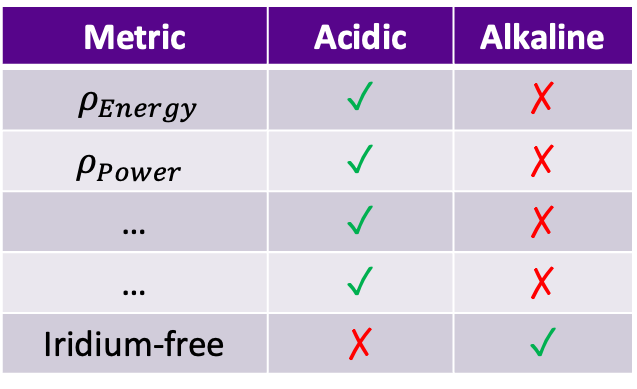 Metric Acidic Alkaline
ρEnergy ✓ ✗
ρPower ✓ ✗
... ✓ ✗
... ✓ ✗
Iridium-free ✗ ✓